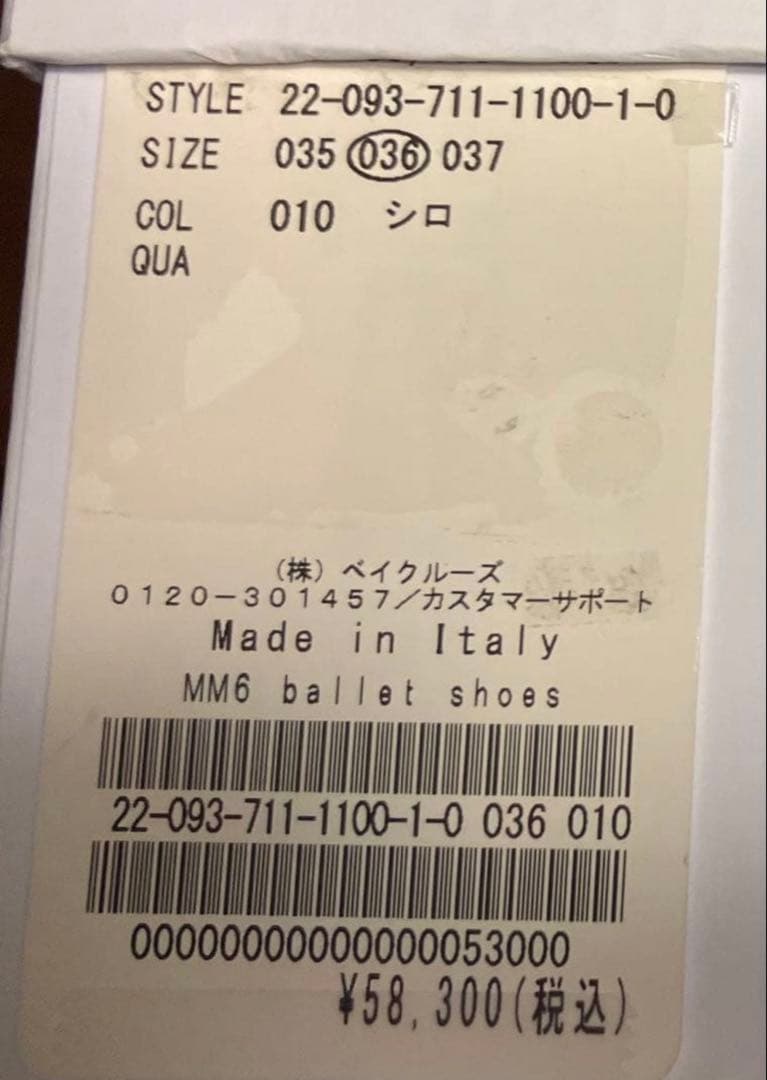 STYLE 22-093-711-1100-1-0
SIZE 035 036 037
COL 010 シロ
QUA
（株）ベイクルーズ
０１２０－３０１４５７／カスタマーサポート
Made in Italy
MM6 ballet shoes
22-093-711-1100-1-0 036 010
00000000000000053000
¥58,300(税込)